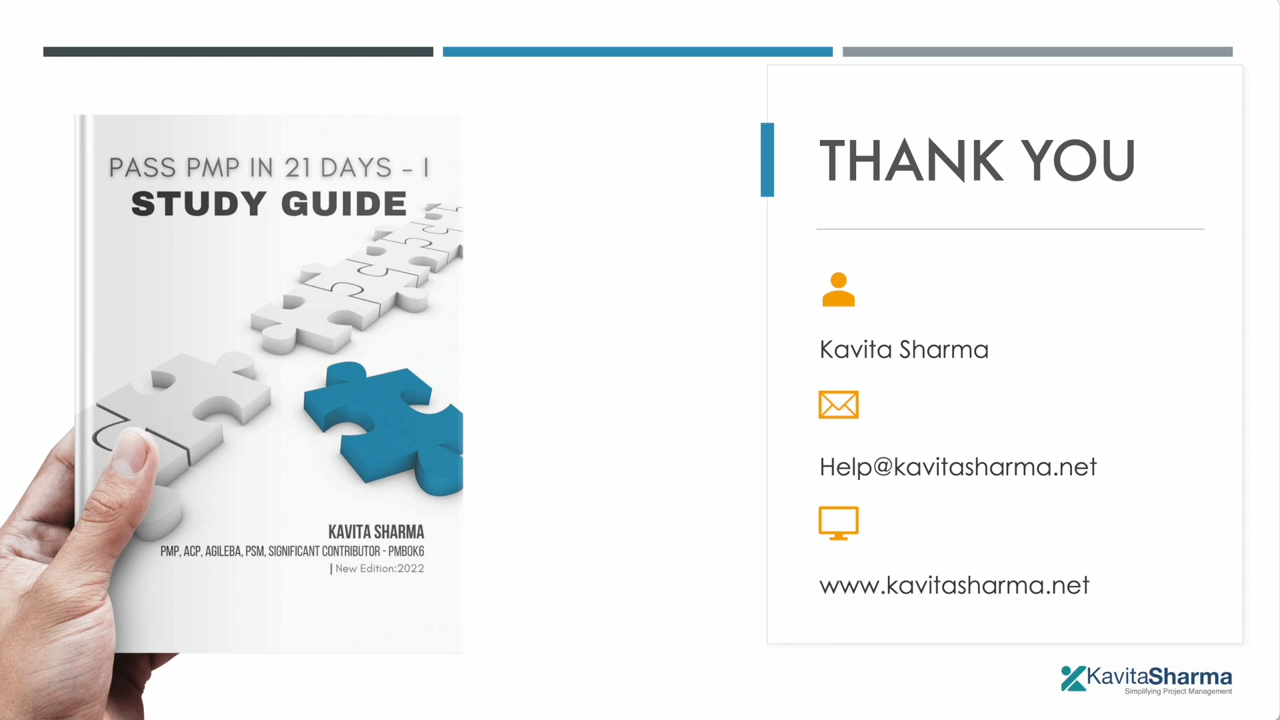 PASS PMP IN 21 DAYS – I
STUDY GUIDE
KAVITA SHARMA
PMP, ACP, AGILEBA, PSM, SIGNIFICANT CONTRIBUTOR - PMBOK6
| New Edition:2022
THANK YOU
Kavita Sharma
Help@kavitasharma.net
www.kavitasharma.net
KavitaSharma
Simplifying Project Management